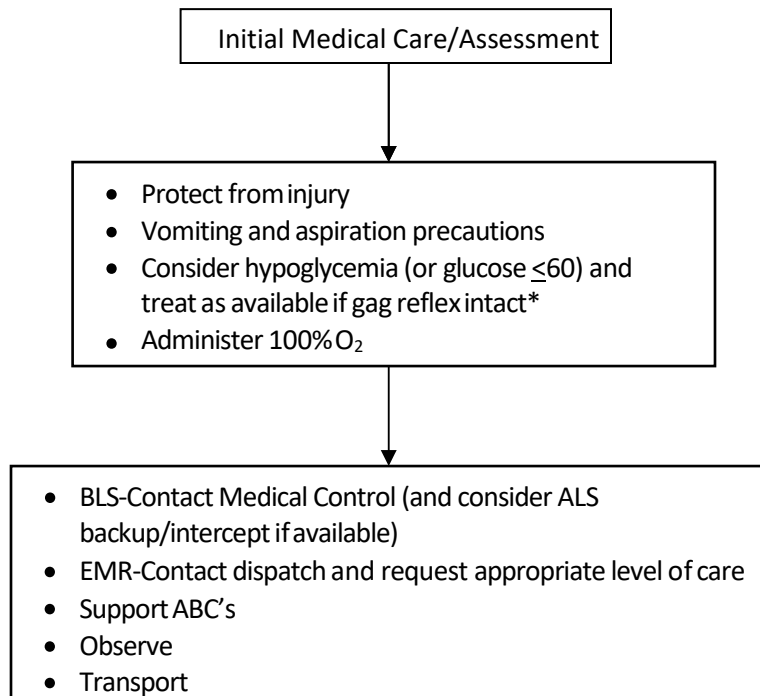 Initial Medical Care/Assessment
• Protect from injury
• Vomiting and aspiration precautions
• Consider hypoglycemia (or glucose <60) and
treat as available if gag reflex intact*
• Administer 100% O₂
• BLS-Contact Medical Control (and consider ALS
backup/intercept if available)
• EMR-Contact dispatch and request appropriate level of care
• Support ABC’s
• Observe
• Transport